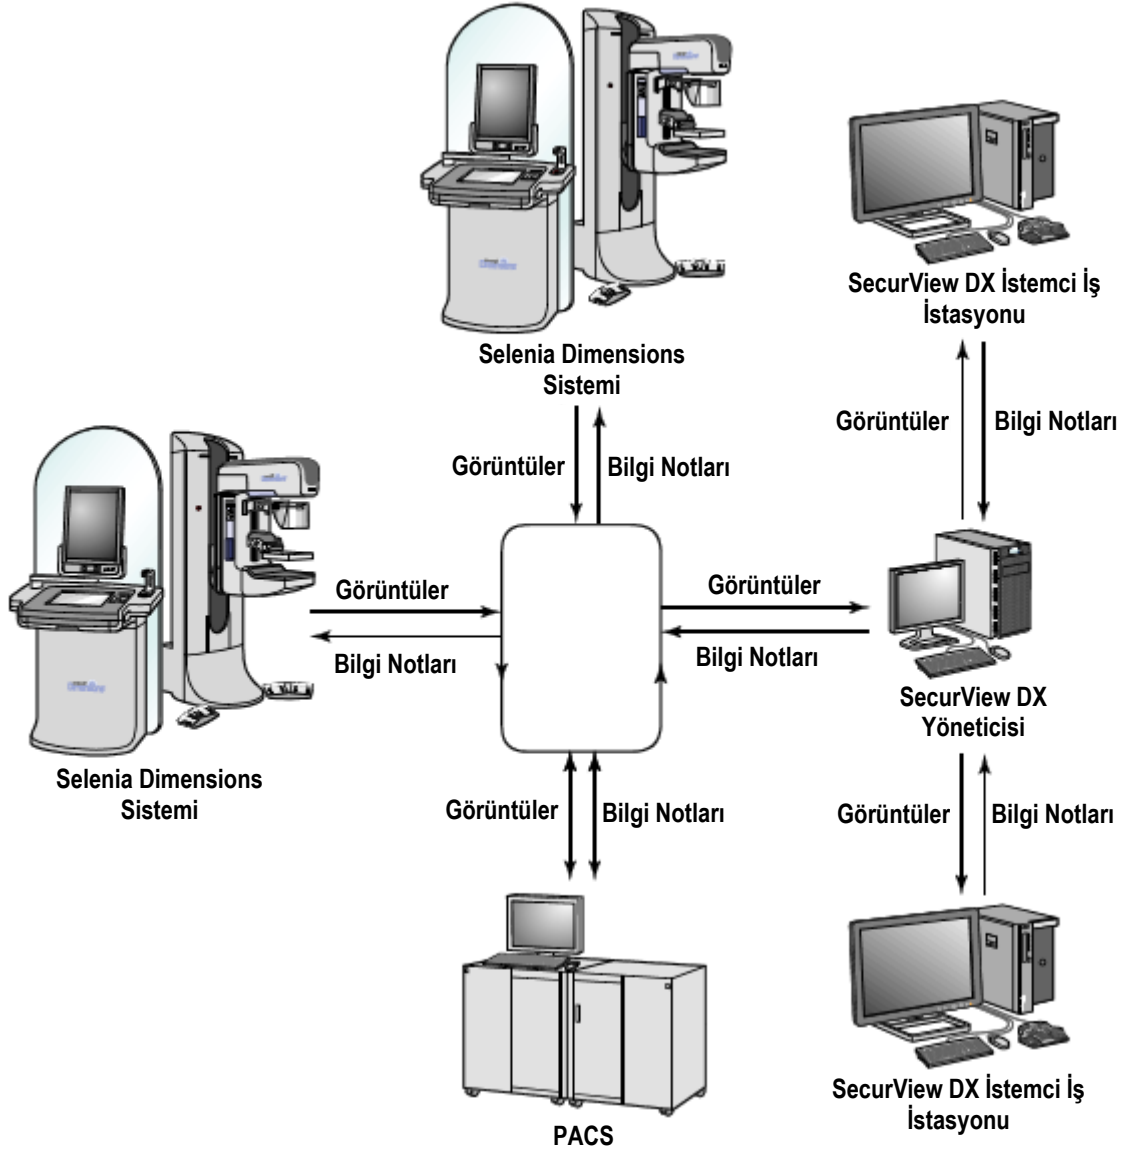 SecurView DX İstemci İş
İstasyonu
Selenia Dimensions
Sistemi
Görüntüler
Bilgi Notları
Görüntüler
Bilgi Notları
Görüntüler
Bilgi Notları
Görüntüler
Bilgi Notları
SecurView DX
Yöneticisi
Selenia Dimensions
Sistemi
Görüntüler
Bilgi Notları
Görüntüler
Bilgi Notları
SecurView DX İstemci İş
İstasyonu
PACS